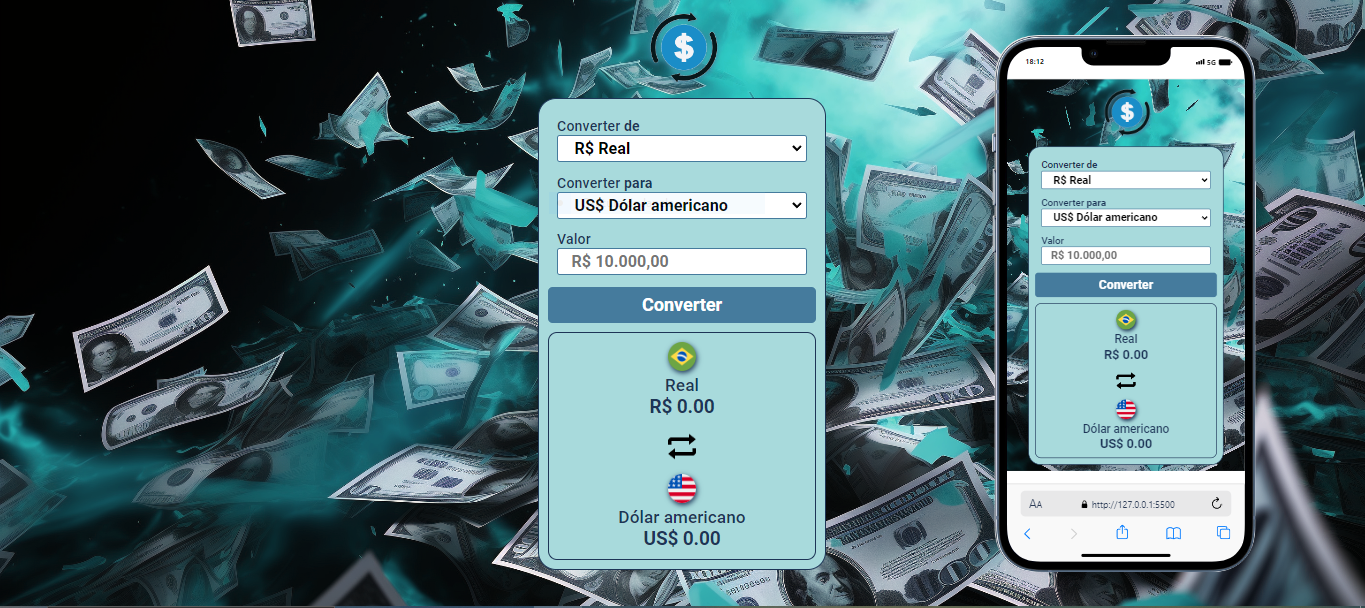 $
Converter de
R$ Real
Converter para
US$ Dólar americano
Valor
R$ 10.000,00
Converter
Real
R$ 0.00
Dólar americano
US$ 0.00
18:12
5G
$
Converter de
R$ Real
Converter para
US$ Dólar americano
Valor
R$ 10.000,00
Converter
Real
R$ 0.00
Dólar americano
US$ 0.00
AA
http://127.0.0.1:5500